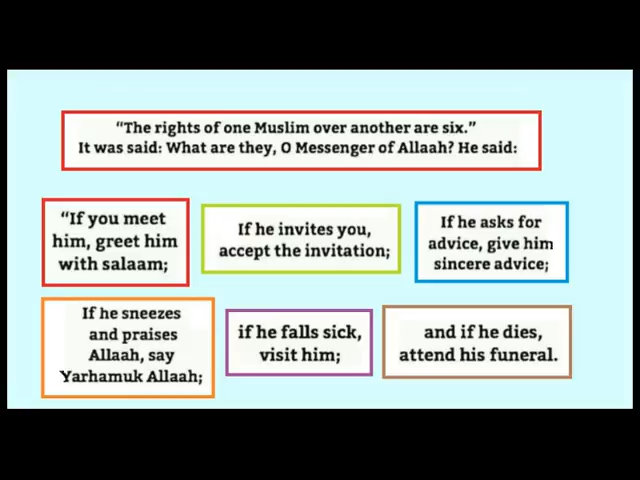 “The rights of one Muslim over another are six.”
It was said: What are they, O Messenger of Allaah? He said:
“If you meet
him, greet him
with salaam;
If he invites you,
accept the invitation;
If he asks for
advice, give him
sincere advice;
If he sneezes
and praises
Allaah, say
Yarhamuk Allaah;
if he falls sick,
visit him;
and if he dies,
attend his funeral.